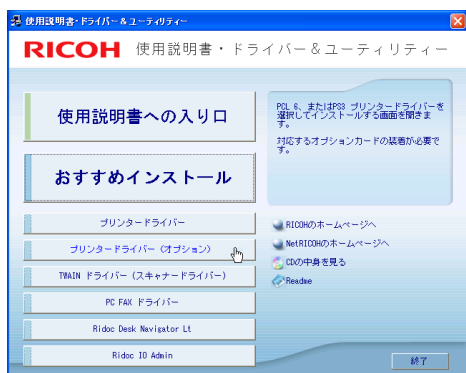 使用説明書・ドライバー＆ユーティリティー
RICOH 使用説明書・ドライバー＆ユーティリティー
使用説明書への入り口
おすすめインストール
プリンタードライバー
プリンタードライバー（オプション）
TWAIN ドライバー（スキャナードライバー）
PC FAX ドライバー
Ridoc Desk Navigator Lt
Ridoc IO Admin
PCL 6、またはPS3 プリンタードライバーを
選択してインストールする画面を開きま
す。
対応するオプションカードの装着が必要で
す。
RICOHのホームページへ
NetRICOHのホームページへ
CDの中身を見る
Readme
終了